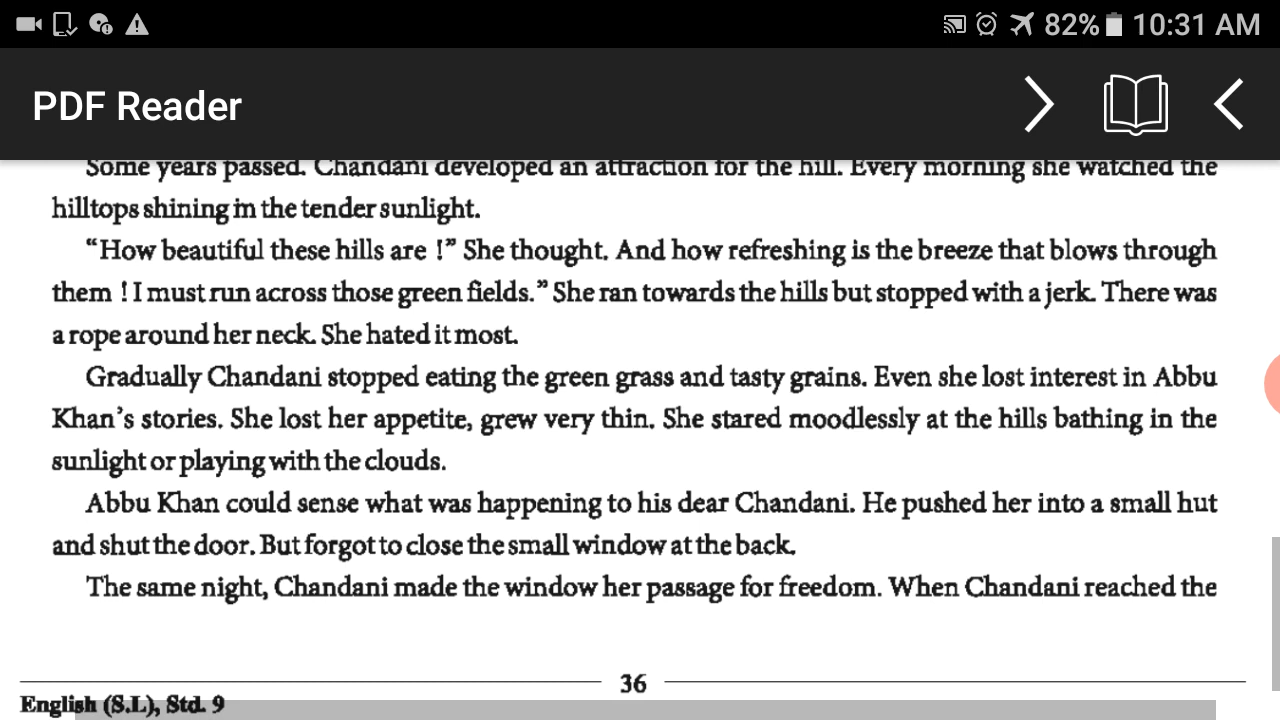 82% 10:31 AM
PDF Reader
Some years passed. Chandani developed an attraction for the hill. Every morning she watched the
hilltops shining in the tender sunlight.
“How beautiful these hills are !” She thought. And how refreshing is the breeze that blows through
them ! I must run across those green fields.” She ran towards the hills but stopped with a jerk. There was
a rope around her neck. She hated it most.
Gradually Chandani stopped eating the green grass and tasty grains. Even she lost interest in Abbu
Khan’s stories. She lost her appetite, grew very thin. She stared moodlessly at the hills bathing in the
sunlight or playing with the clouds.
Abbu Khan could sense what was happening to his dear Chandani. He pushed her into a small hut
and shut the door. But forgot to close the small window at the back.
The same night, Chandani made the window her passage for freedom. When Chandani reached the
36
English (S.L), Std. 9